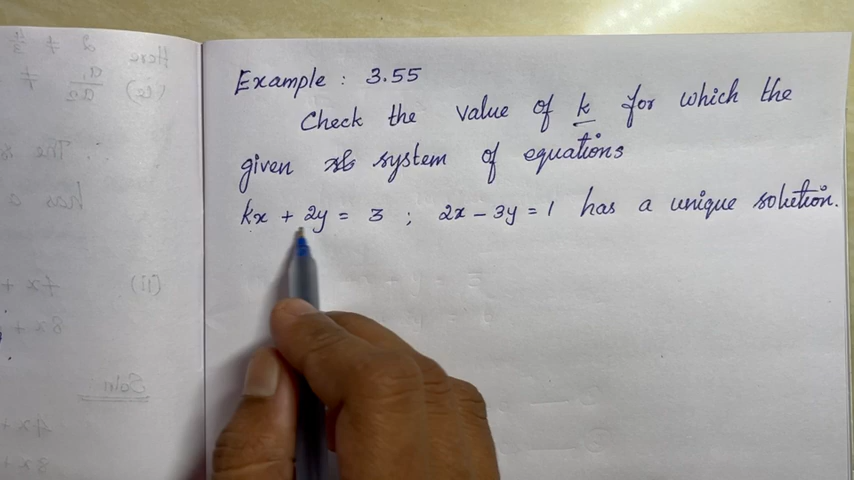 Example : 3.55
Check the value of k for which the
given system of equations
kx + 2y = 3 ; 2x - 3y = 1 has a unique solution.